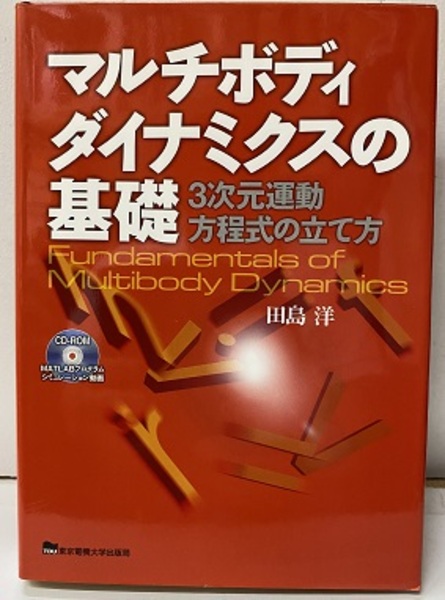 マルチボディ
ダイナミクスの
基礎
3次元運動
方程式の立て方
Fundamentals of
Multibody Dynamics
田島 洋
CD-ROM
MATLABプログラム
シミュレーション動画
TDU 東京電機大学出版局